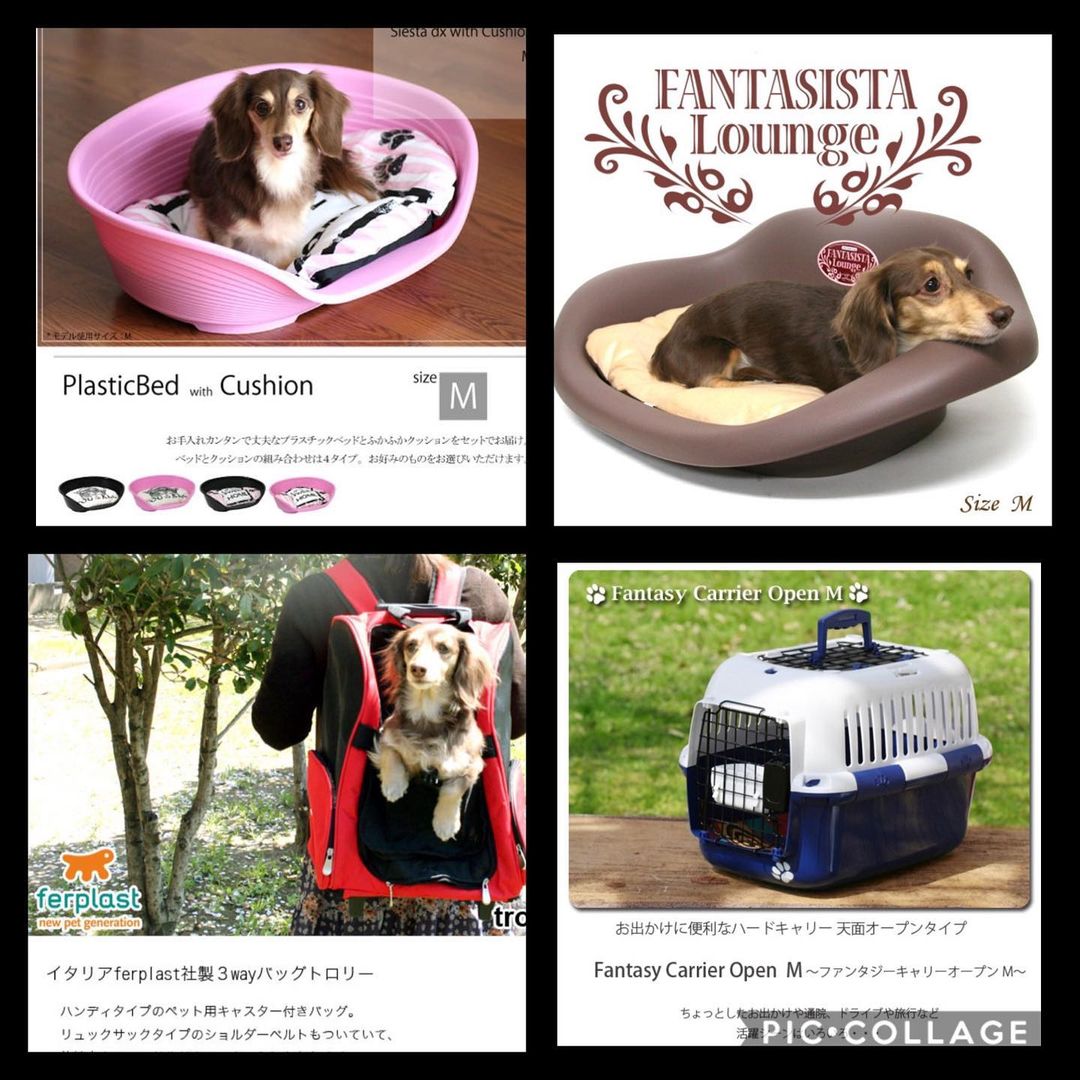 Siesta dx with Cushio
M
*モデル使用サイズ:M
PlasticBed with Cushion
size M
お手入れカンタンで丈夫なプラスチックベッドとふかふかクッションをセットでお届け。
ベッドとクッションの組み合わせは4タイプ。お好みのものをお選びいただけます。
FANTASISTA
Lounge
FANTASISTA
Lounge
Size M
ferplast
new pet generation
tro
イタリアferplast社製3wayバッグトロリー
ハンディタイプのペット用キャスター付きバッグ。
リュックサックタイプのショルダーベルトもついていて、
Fantasy Carrier Open M
お出かけに便利なハードキャリー 天面オープンタイプ
Fantasy Carrier Open M ～ファンタジーキャリーオープン M～
ちょっとしたお出かけや通院、ドライブや旅行など
活躍シーンはいろいろ・・・
PIC•COLLAGE